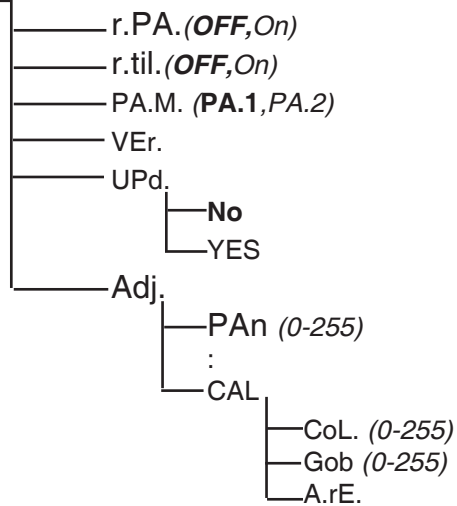 r.PA.(OFF,On)
r.til.(OFF,On)
PA.M. (PA.1,PA.2)
VEr.
UPd.
No
YES
Adj.
PAn (0-255)
:
CAL
CoL. (0-255)
Gob (0-255)
A.rE.